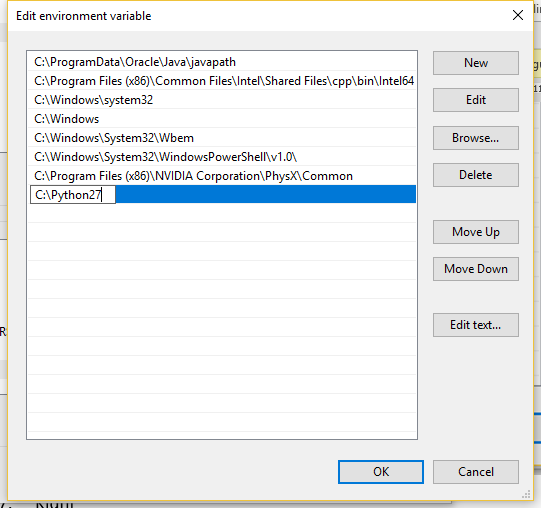 Edit environment variable
C:\ProgramData\Oracle\Java\javapath
C:\Program Files (x86)\Common Files\Intel\Shared Files\cpp\bin\Intel64
C:\Windows\system32
C:\Windows
C:\Windows\System32\Wbem
C:\Windows\System32\WindowsPowerShell\v1.0\
C:\Program Files (x86)\NVIDIA Corporation\PhysX\Common
C:\Python27
New
Edit
Browse...
Delete
Move Up
Move Down
Edit text...
OK
Cancel